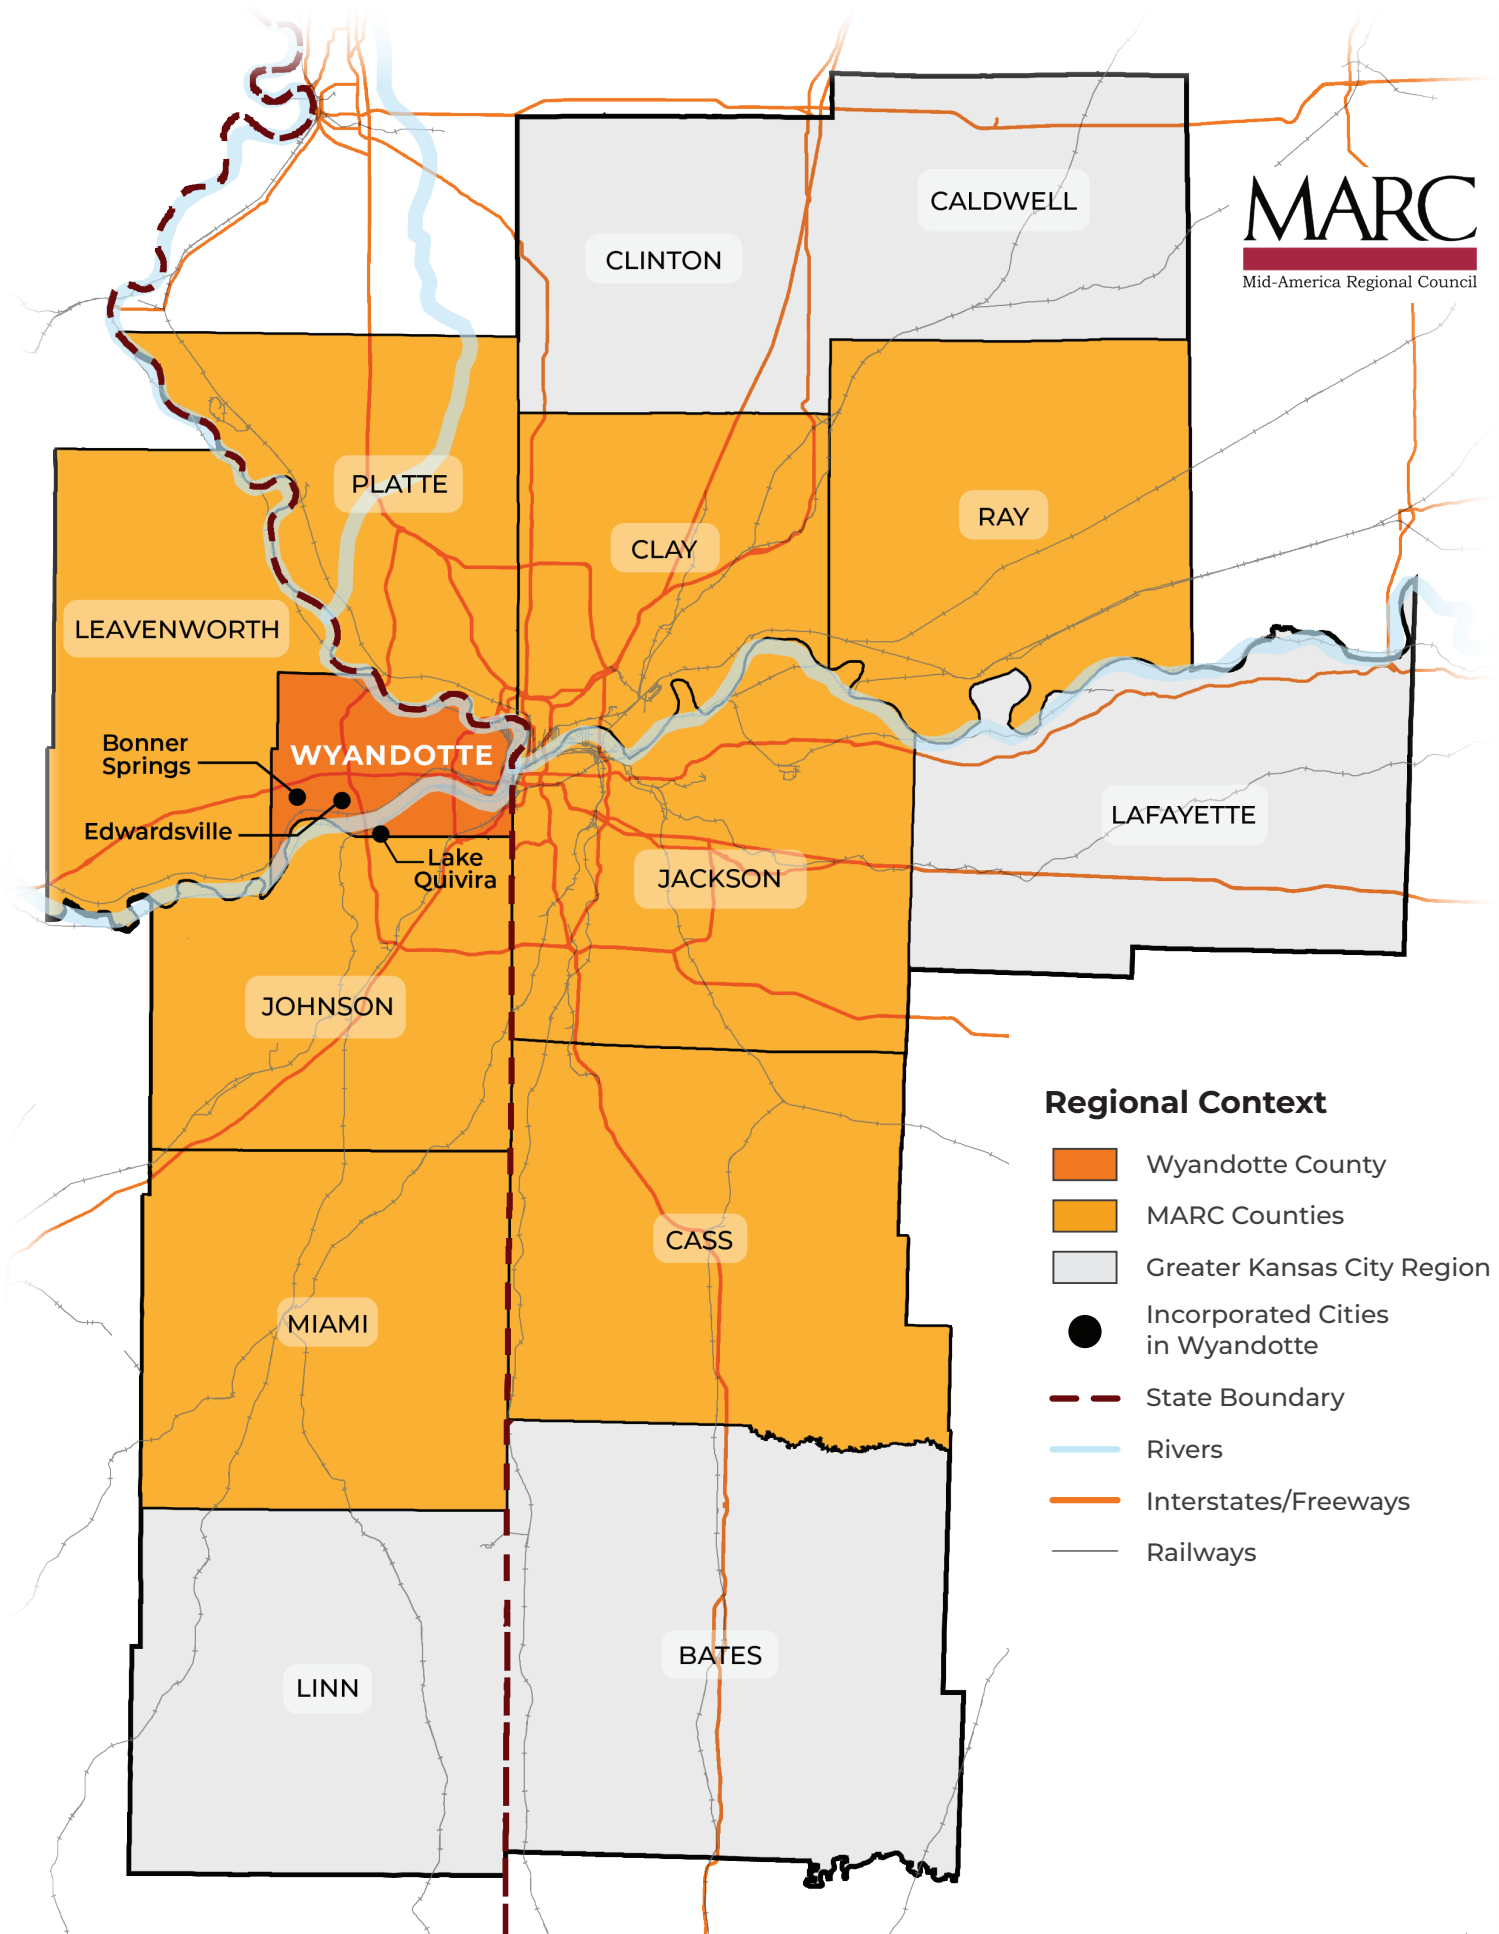 CALDWELL
MARC
CLINTON
Mid-America Regional Council
PLATTE
RAY
CLAY
LEAVENWORTH
Bonner
Springs
WYANDOTTE
Edwardsville
LAFAYETTE
Lake
Quivira
JACKSON
JOHNSON
Regional Context
Wyandotte County
MARC Counties
CASS
Greater Kansas City Region
Incorporated Cities
in Wyandotte
MIAMI
State Boundary
Rivers
Interstates/Freeways
Railways
BATES
LINN